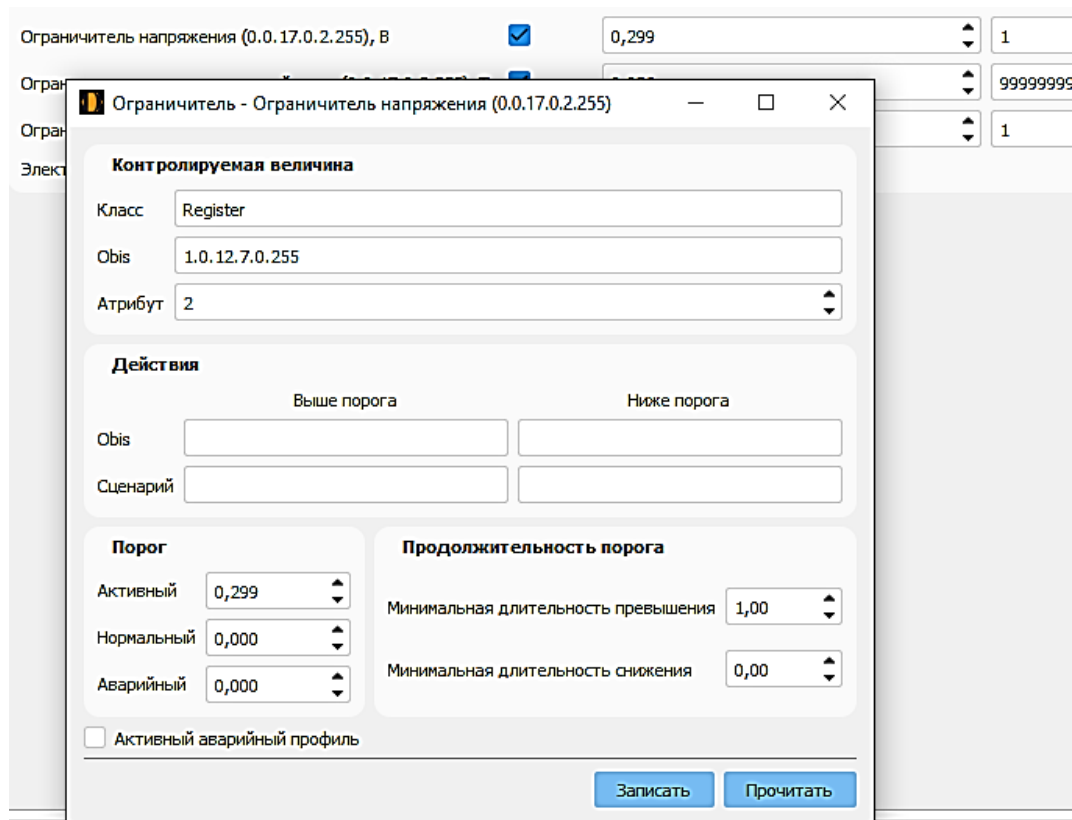 Ограничитель напряжения (0.0.17.0.2.255), В 0,299 1
Огран 99999999
Ограничитель - Ограничитель напряжения (0.0.17.0.2.255)
Огран 1
Элект
Контролируемая величина
Класс Register
Obis 1.0.12.7.0.255
Атрибут 2
Действия
Выше порога Ниже порога
Obis
Сценарий
Порог Продолжительность порога
Активный 0,299
Минимальная длительность превышения 1,00
Нормальный 0,000
Минимальная длительность снижения 0,00
Аварийный 0,000
Активный аварийный профиль
Записать Прочитать